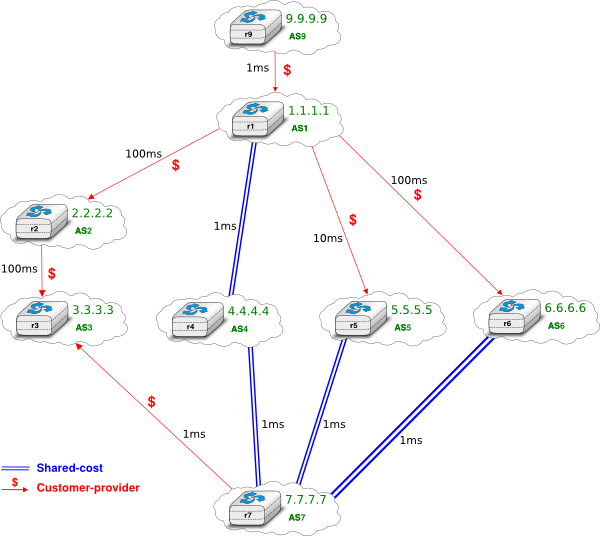 9.9.9.9
r9
AS9
1ms
$
1.1.1.1
r1
AS1
100ms
$
100ms
$
2.2.2.2
r2
AS2
1ms
$
10ms
100ms
$
3.3.3.3
r3
AS3
4.4.4.4
r4
AS4
5.5.5.5
r5
AS5
6.6.6.6
r6
AS6
$
1ms
1ms
1ms
1ms
Shared-cost
$
Customer-provider
7.7.7.7
r7
AS7